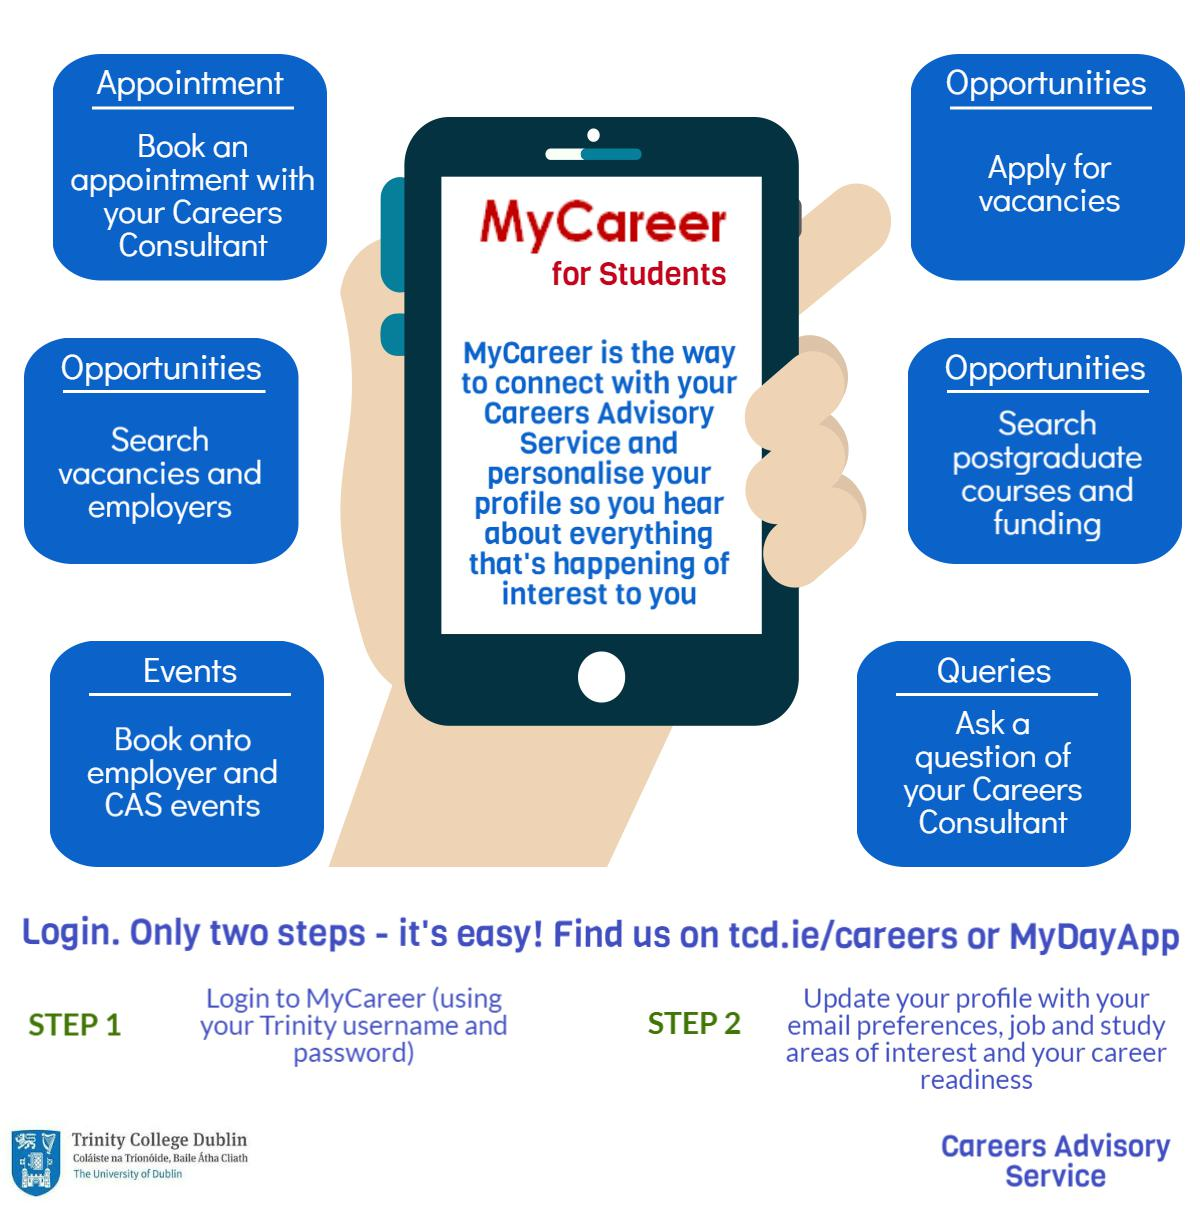 Appointment
Book an
appointment with
your Careers
Consultant
Opportunities
Search
vacancies and
employers
Events
Book onto
employer and
CAS events
MyCareer
for Students
MyCareer is the way
to connect with your
Careers Advisory
Service and
personalise your
profile so you hear
about everything
that's happening of
interest to you
Opportunities
Apply for
vacancies
Opportunities
Search
postgraduate
courses and
funding
Queries
Ask a
question of
your Careers
Consultant
Login. Only two steps - it's easy! Find us on tcd.ie/careers or MyDayApp
STEP 1
Login to MyCareer (using
your Trinity username and
password)
STEP 2
Update your profile with your
email preferences, job and study
areas of interest and your career
readiness
Trinity College Dublin
Coláiste na Tríonóide, Baile Átha Cliath
The University of Dublin
Careers Advisory
Service